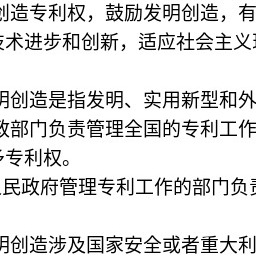 创造专利权，鼓励发明创造，有
技术进步和创新，适应社会主义
明创造是指发明、实用新型和外
政部门负责管理全国的专利工作
予专利权。
人民政府管理专利工作的部门负责
明创造涉及国家安全或者重大利